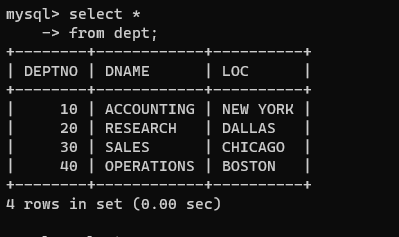 mysql> select *
    -> from dept;
+--------+------------+----------+
| DEPTNO | DNAME      | LOC      |
+--------+------------+----------+
|     10 | ACCOUNTING | NEW YORK |
|     20 | RESEARCH   | DALLAS   |
|     30 | SALES      | CHICAGO  |
|     40 | OPERATIONS | BOSTON   |
+--------+------------+----------+
4 rows in set (0.00 sec)